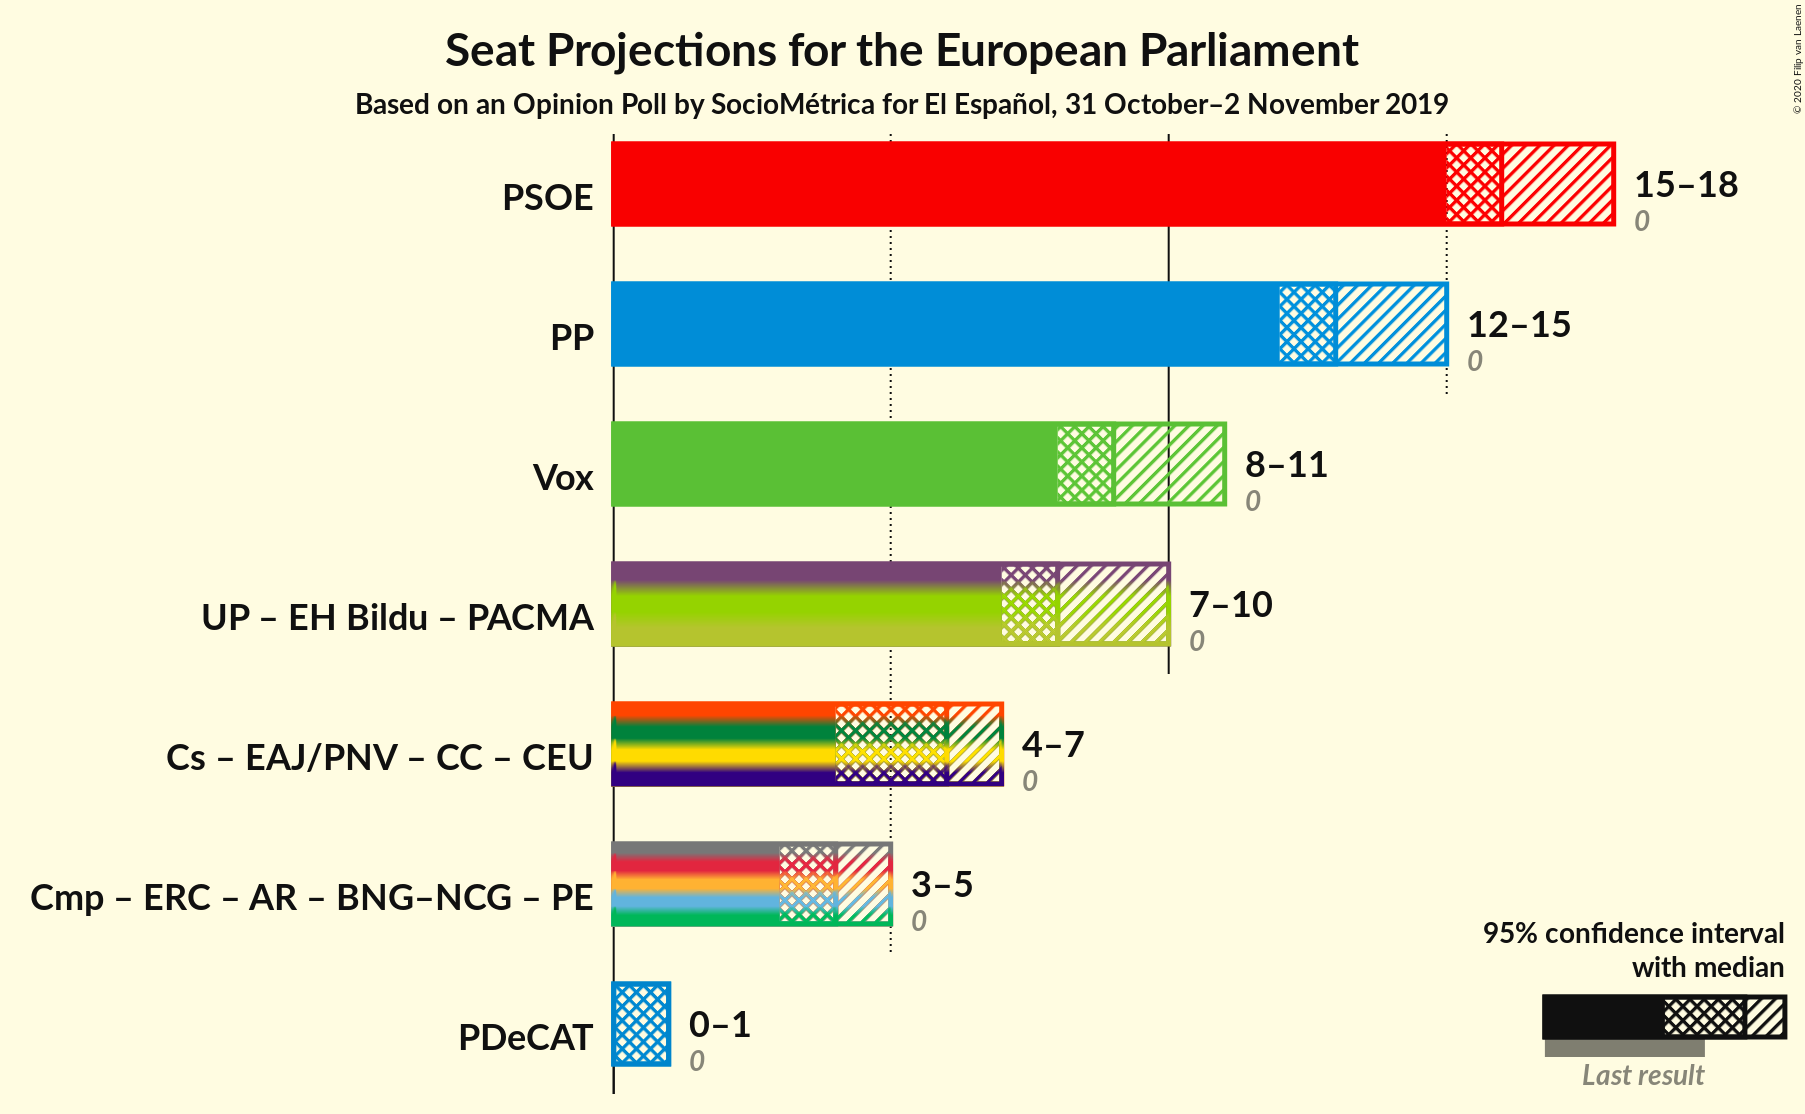 Seat Projections for the European Parliament
Based on an Opinion Poll by SocioMétrica for El Español, 31 October–2 November 2019
© 2020 Filip van Laenen
PSOE
15–18
0
PP
12–15
0
Vox
8–11
0
UP – EH Bildu – PACMA
7–10
0
Cs – EAJ/PNV – CC – CEU
4–7
0
Cmp – ERC – AR – BNG–NCG – PE
3–5
0
PDeCAT
0–1
0
95% confidence interval
with median
Last result